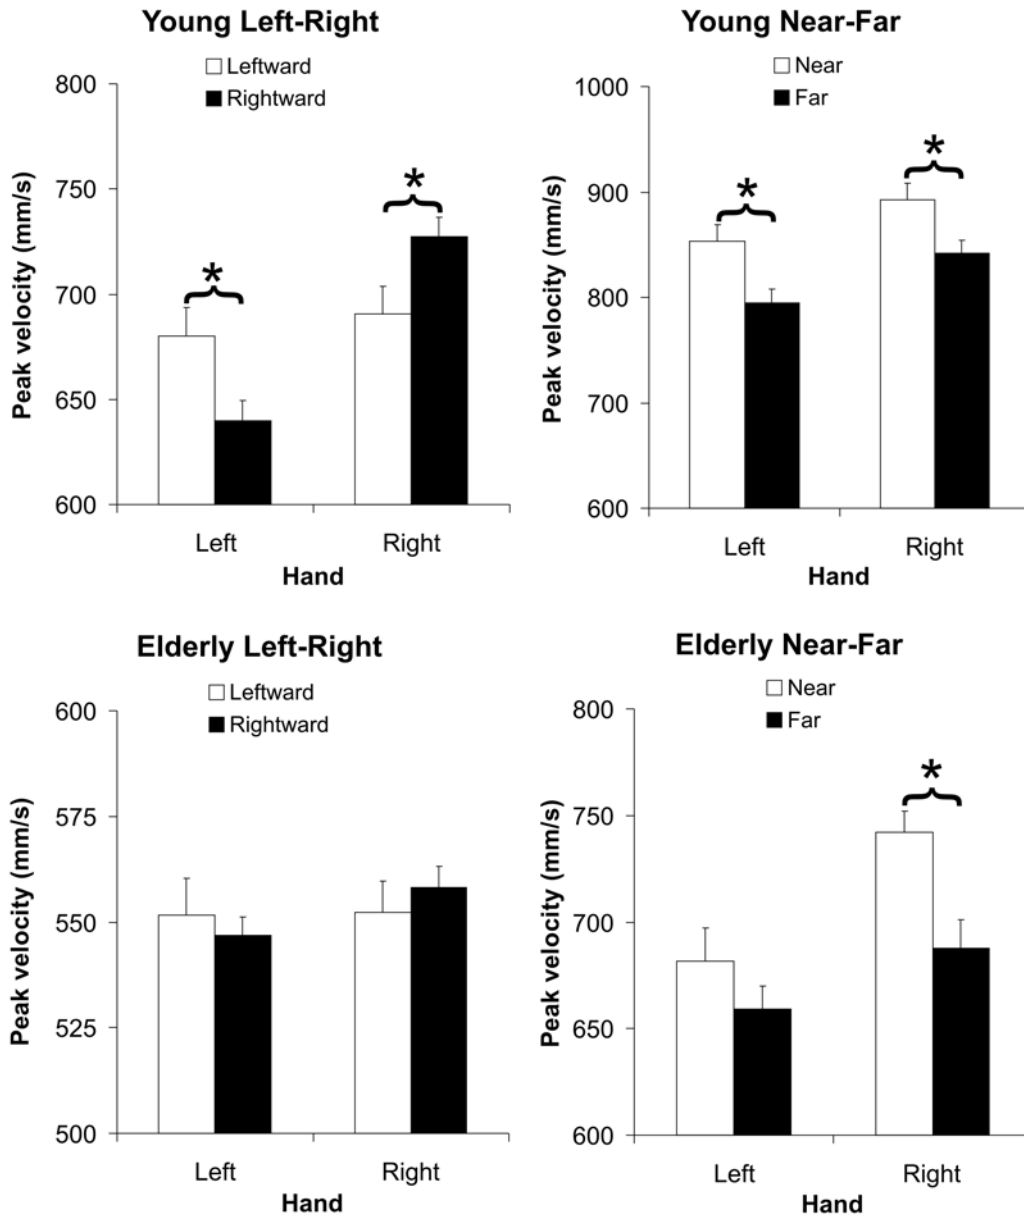 Young Left-Right
Leftward
Rightward
800
750
700
650
600
Peak velocity (mm/s)
*
*
Left
Right
Hand
Young Near-Far
Near
Far
1000
900
800
700
600
Peak velocity (mm/s)
*
*
Left
Right
Hand
Elderly Left-Right
Leftward
Rightward
600
575
550
525
500
Peak velocity (mm/s)
Left
Right
Hand
Elderly Near-Far
Near
Far
800
750
700
650
600
Peak velocity (mm/s)
*
Left
Right
Hand